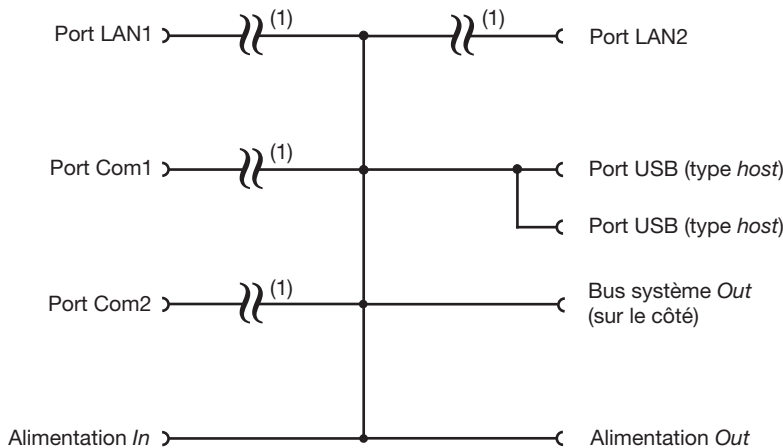 Port LAN1
(1)
(1)
Port LAN2
Port Com1
(1)
Port USB (type host)
Port USB (type host)
Port Com2
(1)
Bus système Out
(sur le côté)
Alimentation In
Alimentation Out